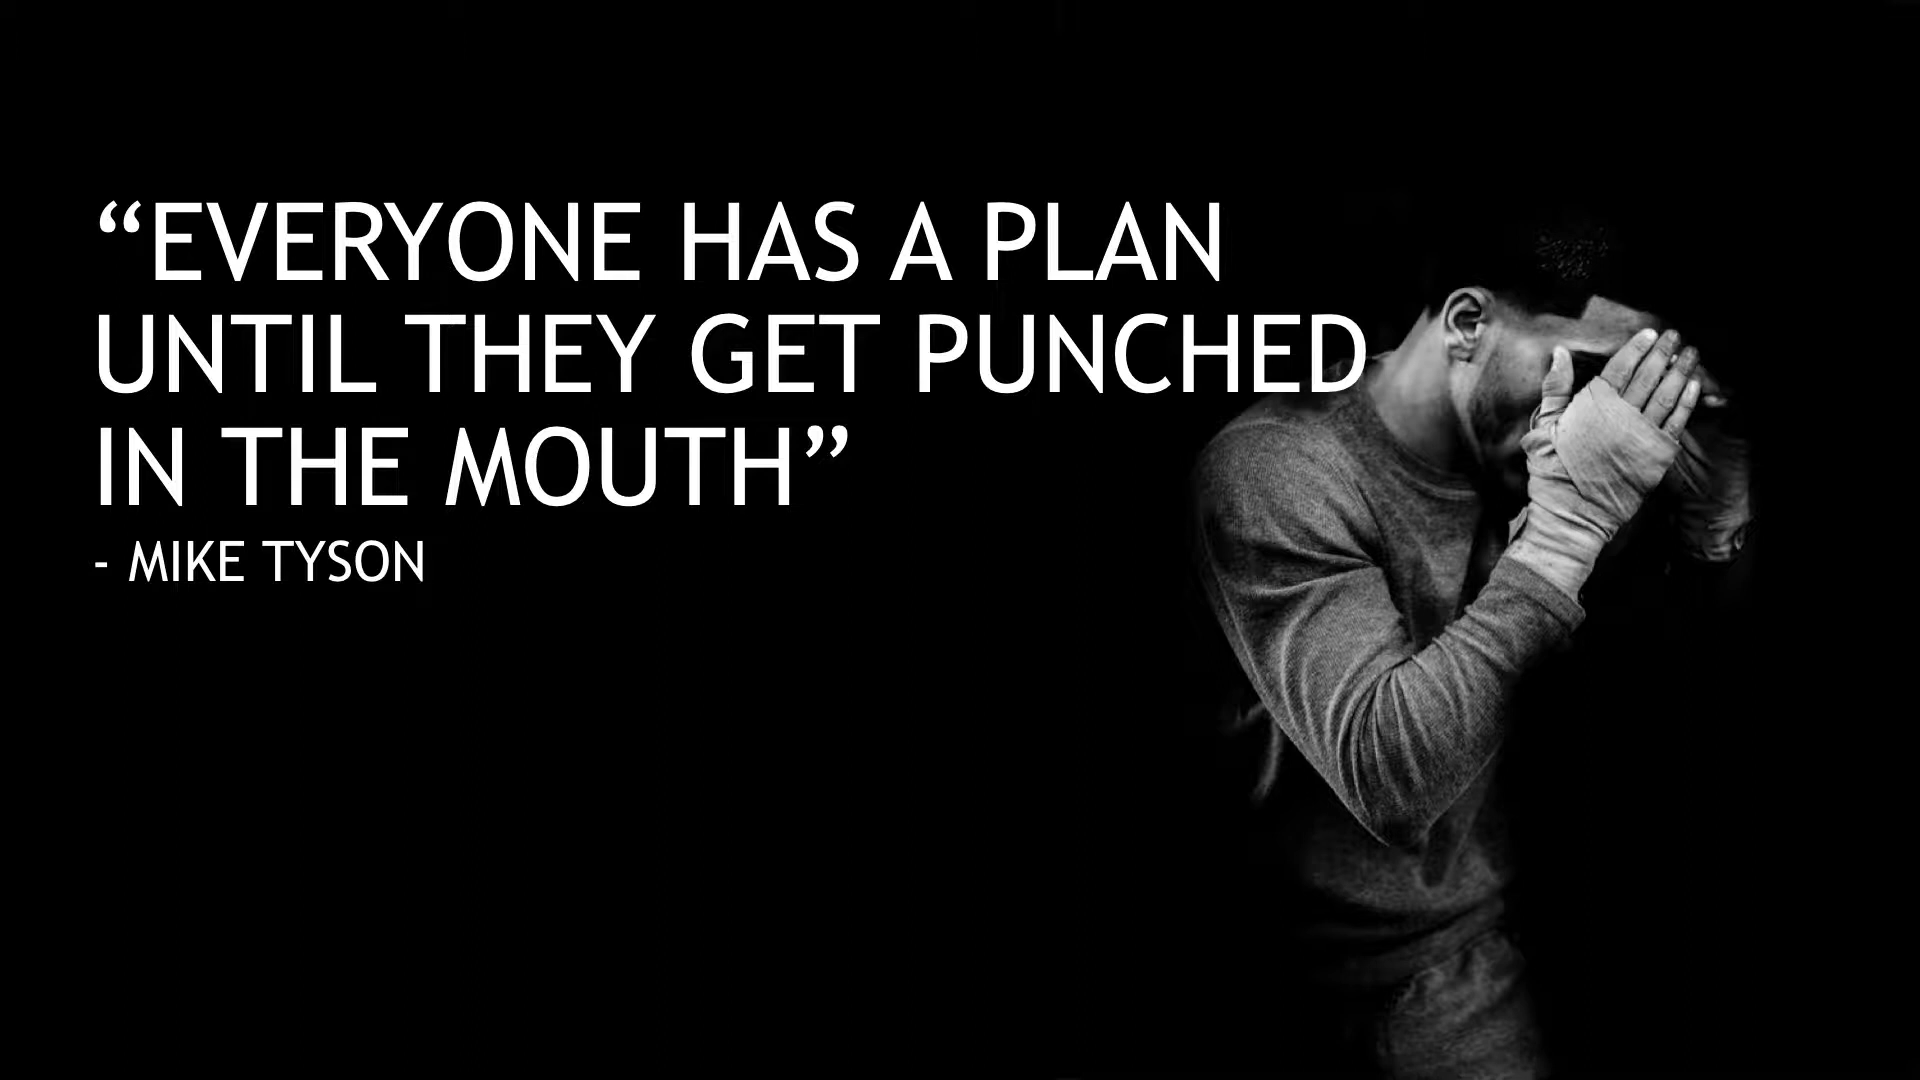 “EVERYONE HAS A PLAN
UNTIL THEY GET PUNCHED
IN THE MOUTH”
- MIKE TYSON